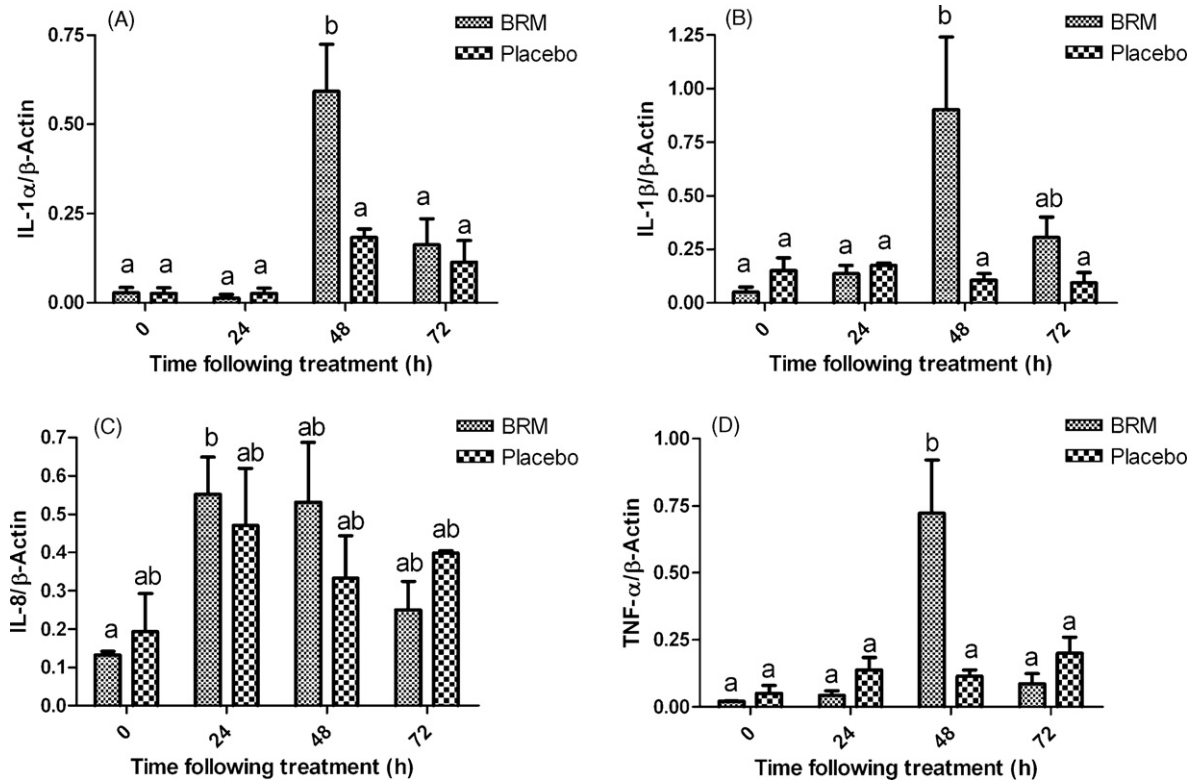 (A)
BRM
Placebo
IL-1α/β-Actin
0.75
0.50
0.25
0.00
a a a a b a a a
0 24 48 72
Time following treatment (h)
(B)
BRM
Placebo
IL-1β/β-Actin
1.25
1.00
0.75
0.50
0.25
0.00
a a a a b a ab a
0 24 48 72
Time following treatment (h)
(C)
BRM
Placebo
IL-8/β-Actin
0.7
0.6
0.5
0.4
0.3
0.2
0.1
0.0
a ab b ab ab ab ab ab
0 24 48 72
Time following treatment (h)
(D)
BRM
Placebo
TNF-α/β-Actin
1.00
0.75
0.50
0.25
0.00
a a a a b a a a
0 24 48 72
Time following treatment (h)